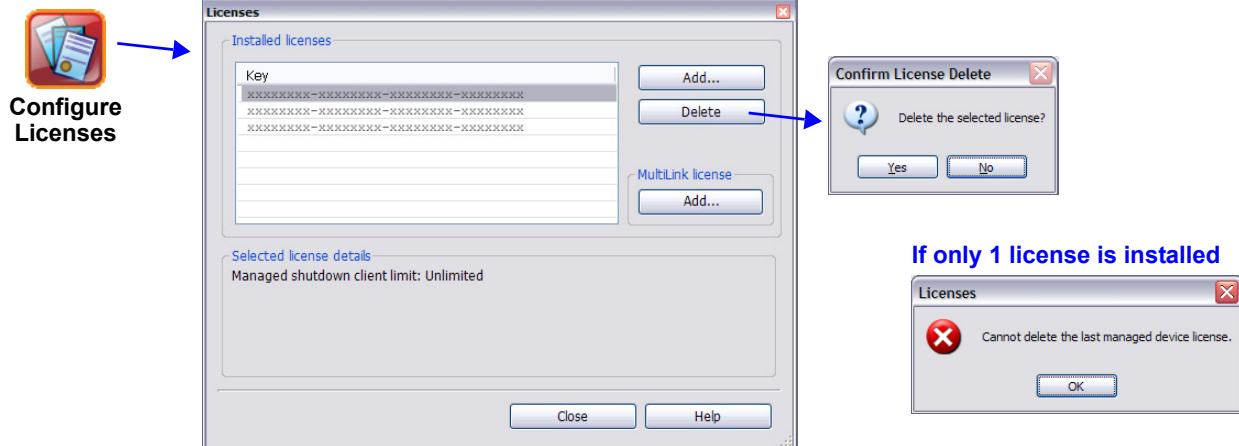 Configure
Licenses
Licenses
Installed licenses
Key
xxxxxxxx-xxxxxxxx-xxxxxxxx-xxxxxxxx
xxxxxxxx-xxxxxxxx-xxxxxxxx-xxxxxxxx
xxxxxxxx-xxxxxxxx-xxxxxxxx-xxxxxxxx
Add...
Delete
MultiLink license
Add...
Selected license details
Managed shutdown client limit: Unlimited
Close
Help
Confirm License Delete
Delete the selected license?
Yes
No
If only 1 license is installed
Licenses
Cannot delete the last managed device license.
OK